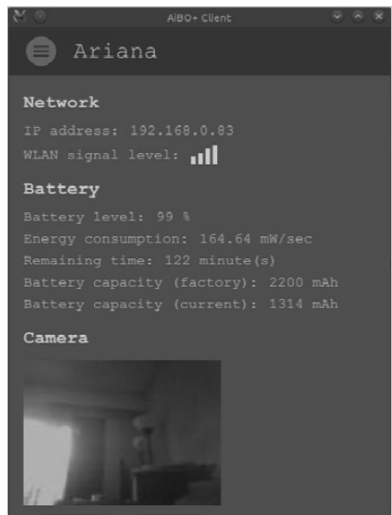 AiBO+ Client
Ariana
Network
IP address: 192.168.0.83
WLAN signal level:
Battery
Battery level: 99 %
Energy consumption: 164.64 mW/sec
Remaining time: 122 minute(s)
Battery capacity (factory): 2200 mAh
Battery capacity (current): 1314 mAh
Camera